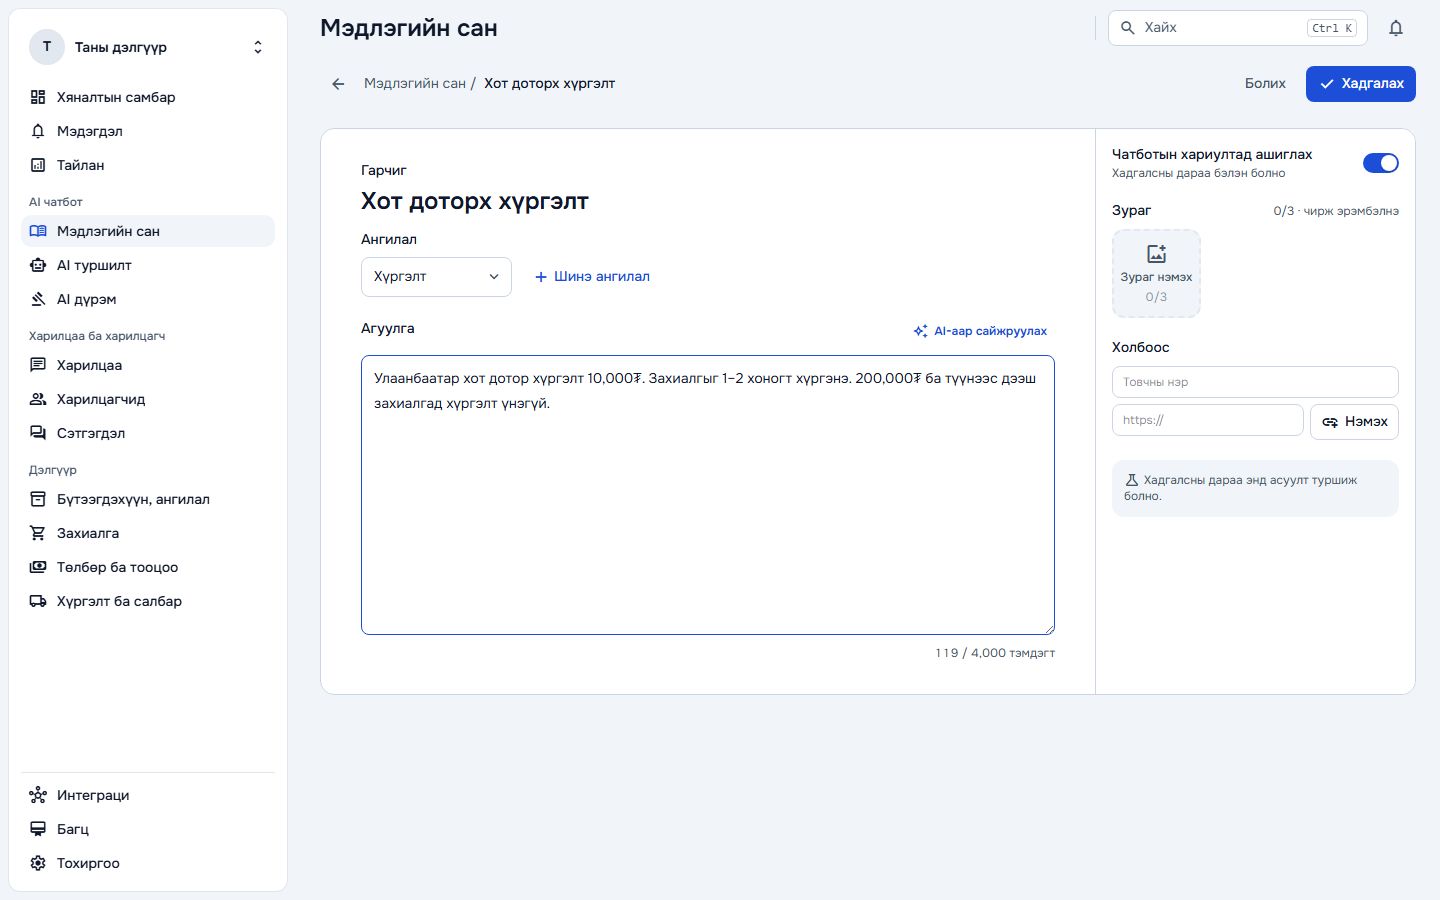 Т
Таны дэлгүүр
Хяналтын самбар
Мэдэгдэл
Тайлан
AI чатбот
Мэдлэгийн сан
AI туршилт
AI дүрэм
Харилцаа ба харилцагч
Харилцаа
Харилцагчид
Сэтгэгдэл
Дэлгүүр
Бүтээгдэхүүн, ангилал
Захиалга
Төлбөр ба тооцоо
Хүргэлт ба салбар
Интеграци
Багц
Тохиргоо
Мэдлэгийн сан
Хайх
Ctrl K
Мэдлэгийн сан / Хот доторх хүргэлт
Болих
Хадгалах
Гарчиг
Хот доторх хүргэлт
Ангилал
Хүргэлт
+ Шинэ ангилал
Агуулга
AI-аар сайжруулах
Улаанбаатар хот дотор хүргэлт 10,000₮. Захиалгыг 1–2 хоногт хүргэнэ. 200,000₮ ба түүнээс дээш
захиалгад хүргэлт үнэгүй.
119 / 4,000 тэмдэгт
Чатботын хариултад ашиглах
Хадгалсны дараа бэлэн болно
Зураг
0/3 · чирж эрэмбэлнэ
Зураг нэмэх
0/3
Холбоос
Товчны нэр
https://
Нэмэх
Хадгалсны дараа энд асуулт туршиж
болно.